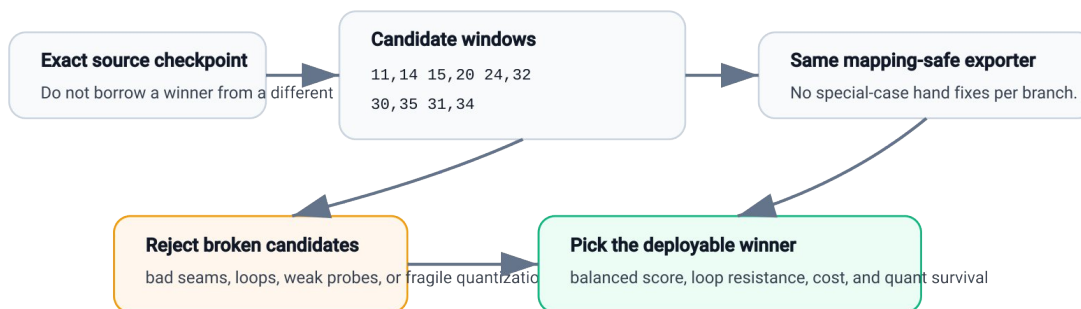 Exact source checkpoint
Do not borrow a winner from a different
Candidate windows
11,14 15,20 24,32
30,35 31,34
Same mapping-safe exporter
No special-case hand fixes per branch.
Reject broken candidates
bad seams, loops, weak probes, or fragile quantizatio
Pick the deployable winner
balanced score, loop resistance, cost, and quant survival